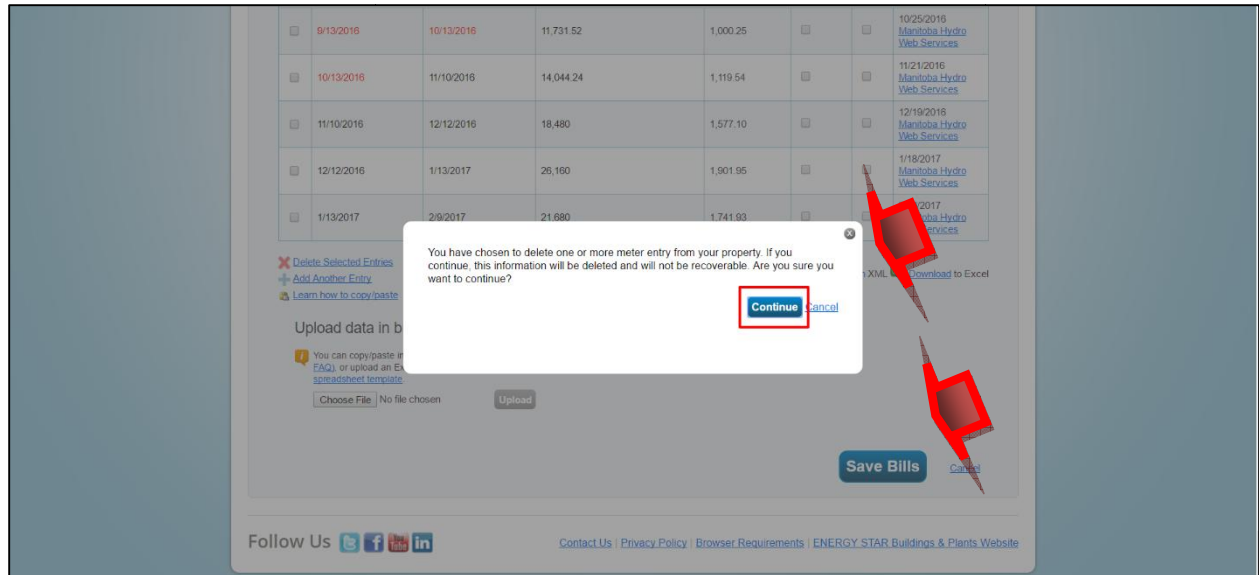 10/25/2016
9/13/2016 10/13/2016 11,731.52 1,000.25 Manitoba Hydro
Web Services
11/21/2016
10/13/2016 11/10/2016 14,044.24 1,119.54 Manitoba Hydro
Web Services
12/19/2016
11/10/2016 12/12/2016 18,480 1,577.10 Manitoba Hydro
Web Services
1/18/2017
12/12/2016 1/13/2017 26,160 1,901.95 Manitoba Hydro
Web Services
/2017
1/13/2017 2/9/2017 21,680 1,741.93 oba Hydro
ervices
You have chosen to delete one or more meter entry from your property. If you
continue, this information will be deleted and will not be recoverable. Are you sure you
want to continue?
Continue Cancel
Delete Selected Entries
Add Another Entry XML Download to Excel
Learn how to copy/paste
Upload data in b
You can copy/paste in
FAQ), or upload an Ex
spreadsheet template
Choose File No file chosen Upload
Save Bills Cancel
Follow Us Contact Us | Privacy Policy | Browser Requirements | ENERGY STAR Buildings & Plants Website